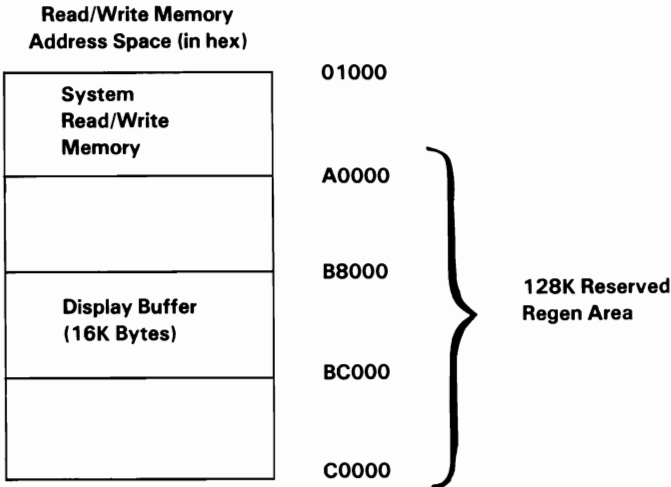 Read/Write Memory
Address Space (in hex)
01000
System
Read/Write
Memory
A0000
B8000
128K Reserved
Regen Area
Display Buffer
(16K Bytes)
BC000
C0000